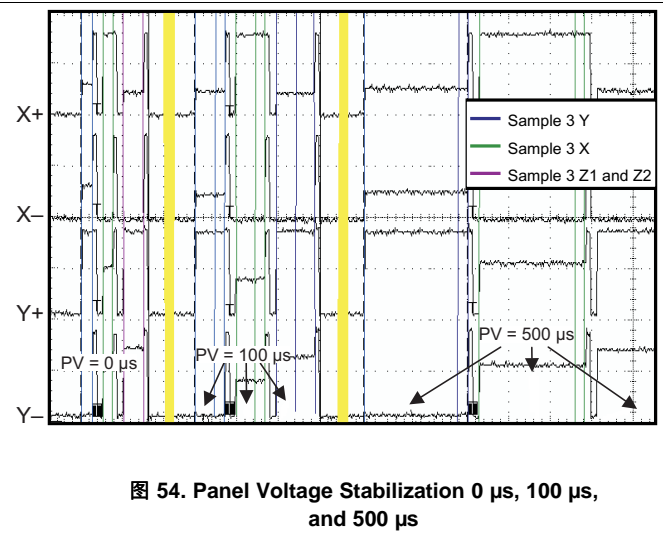 X+
X–
Y+
Y–
Sample 3 Y
Sample 3 X
Sample 3 Z1 and Z2
T
T
T
T
T
T
PV = 0 μs
PV = 100 μs
PV = 500 μs
图 54. Panel Voltage Stabilization 0 μs, 100 μs,
and 500 μs